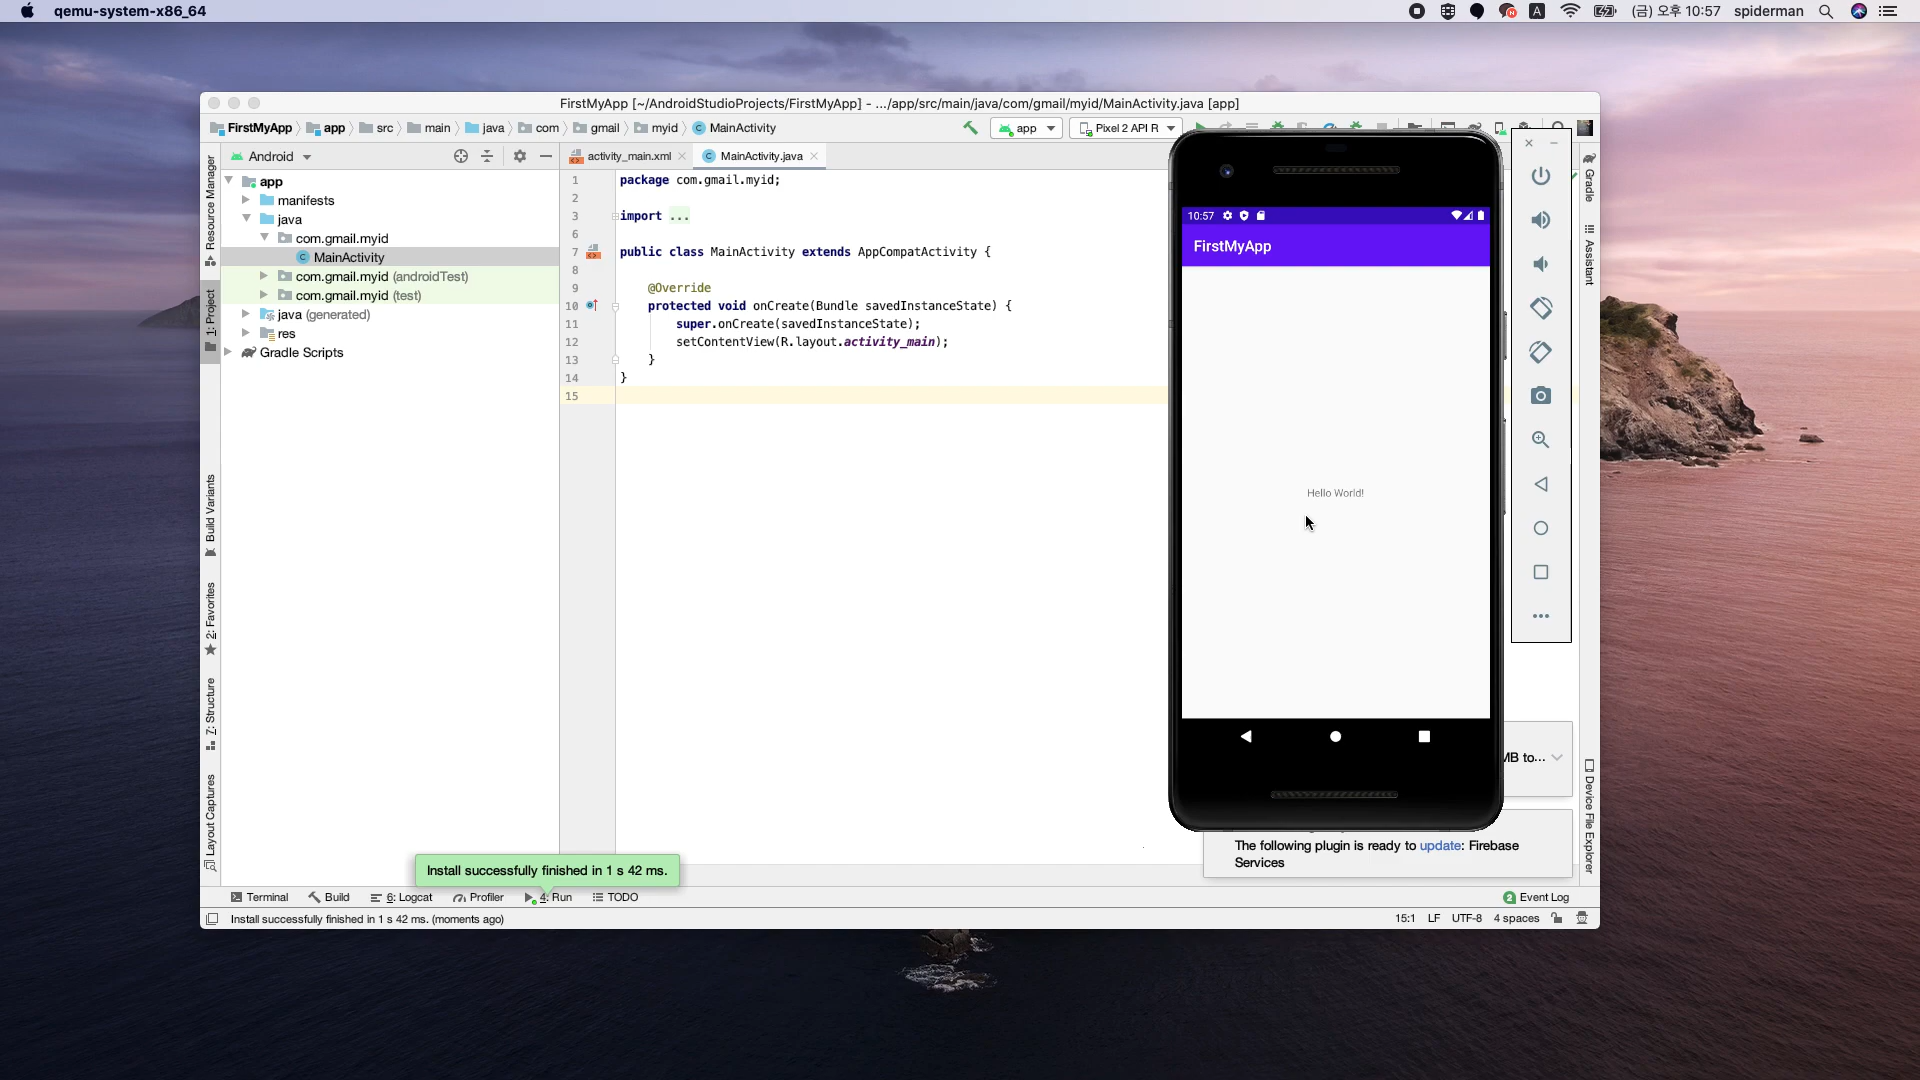 qemu-system-x86_64
(금) 오후 10:57 spiderman
FirstMyApp [~/AndroidStudioProjects/FirstMyApp] - .../app/src/main/java/com/gmail/myid/MainActivity.java [app]
FirstMyApp app src main java com gmail myid MainActivity
app
Pixel 2 API R
Android
activity_main.xml
MainActivity.java
app
manifests
java
com.gmail.myid
MainActivity
com.gmail.myid (androidTest)
com.gmail.myid (test)
java (generated)
res
Gradle Scripts
Resource Manager
1: Project
Build Variants
2: Favorites
7: Structure
Layout Captures
1 package com.gmail.myid;
2
3 import ...
6
7 public class MainActivity extends AppCompatActivity {
8
9 @Override
10 protected void onCreate(Bundle savedInstanceState) {
11 super.onCreate(savedInstanceState);
12 setContentView(R.layout.activity_main);
13 }
14 }
15
10:57
FirstMyApp
Hello World!
Gradle
Assistant
Device File Explorer
MB to...
The following plugin is ready to update: Firebase
Services
Install successfully finished in 1 s 42 ms.
Terminal Build 6: Logcat Profiler 4: Run TODO
2 Event Log
Install successfully finished in 1 s 42 ms. (moments ago)
15:1 LF UTF-8 4 spaces